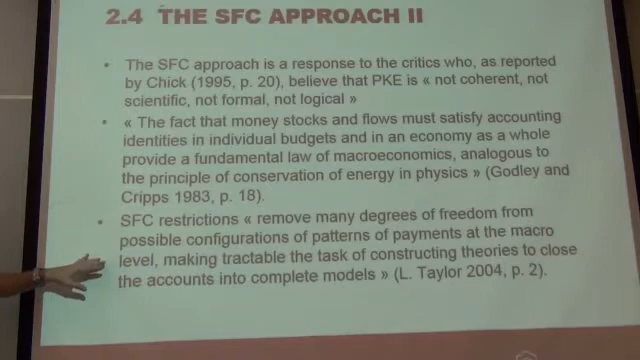 2.4 THE SFC APPROACH II
• The SFC approach is a response to the critics who, as reported
by Chick (1995, p. 20), believe that PKE is « not coherent, not
scientific, not formal, not logical »
• « The fact that money stocks and flows must satisfy accounting
identities in individual budgets and in an economy as a whole
provide a fundamental law of macroeconomics, analogous to
the principle of conservation of energy in physics » (Godley and
Cripps 1983, p. 18).
• SFC restrictions « remove many degrees of freedom from
possible configurations of patterns of payments at the macro
level, making tractable the task of constructing theories to close
the accounts into complete models » (L. Taylor 2004, p. 2).